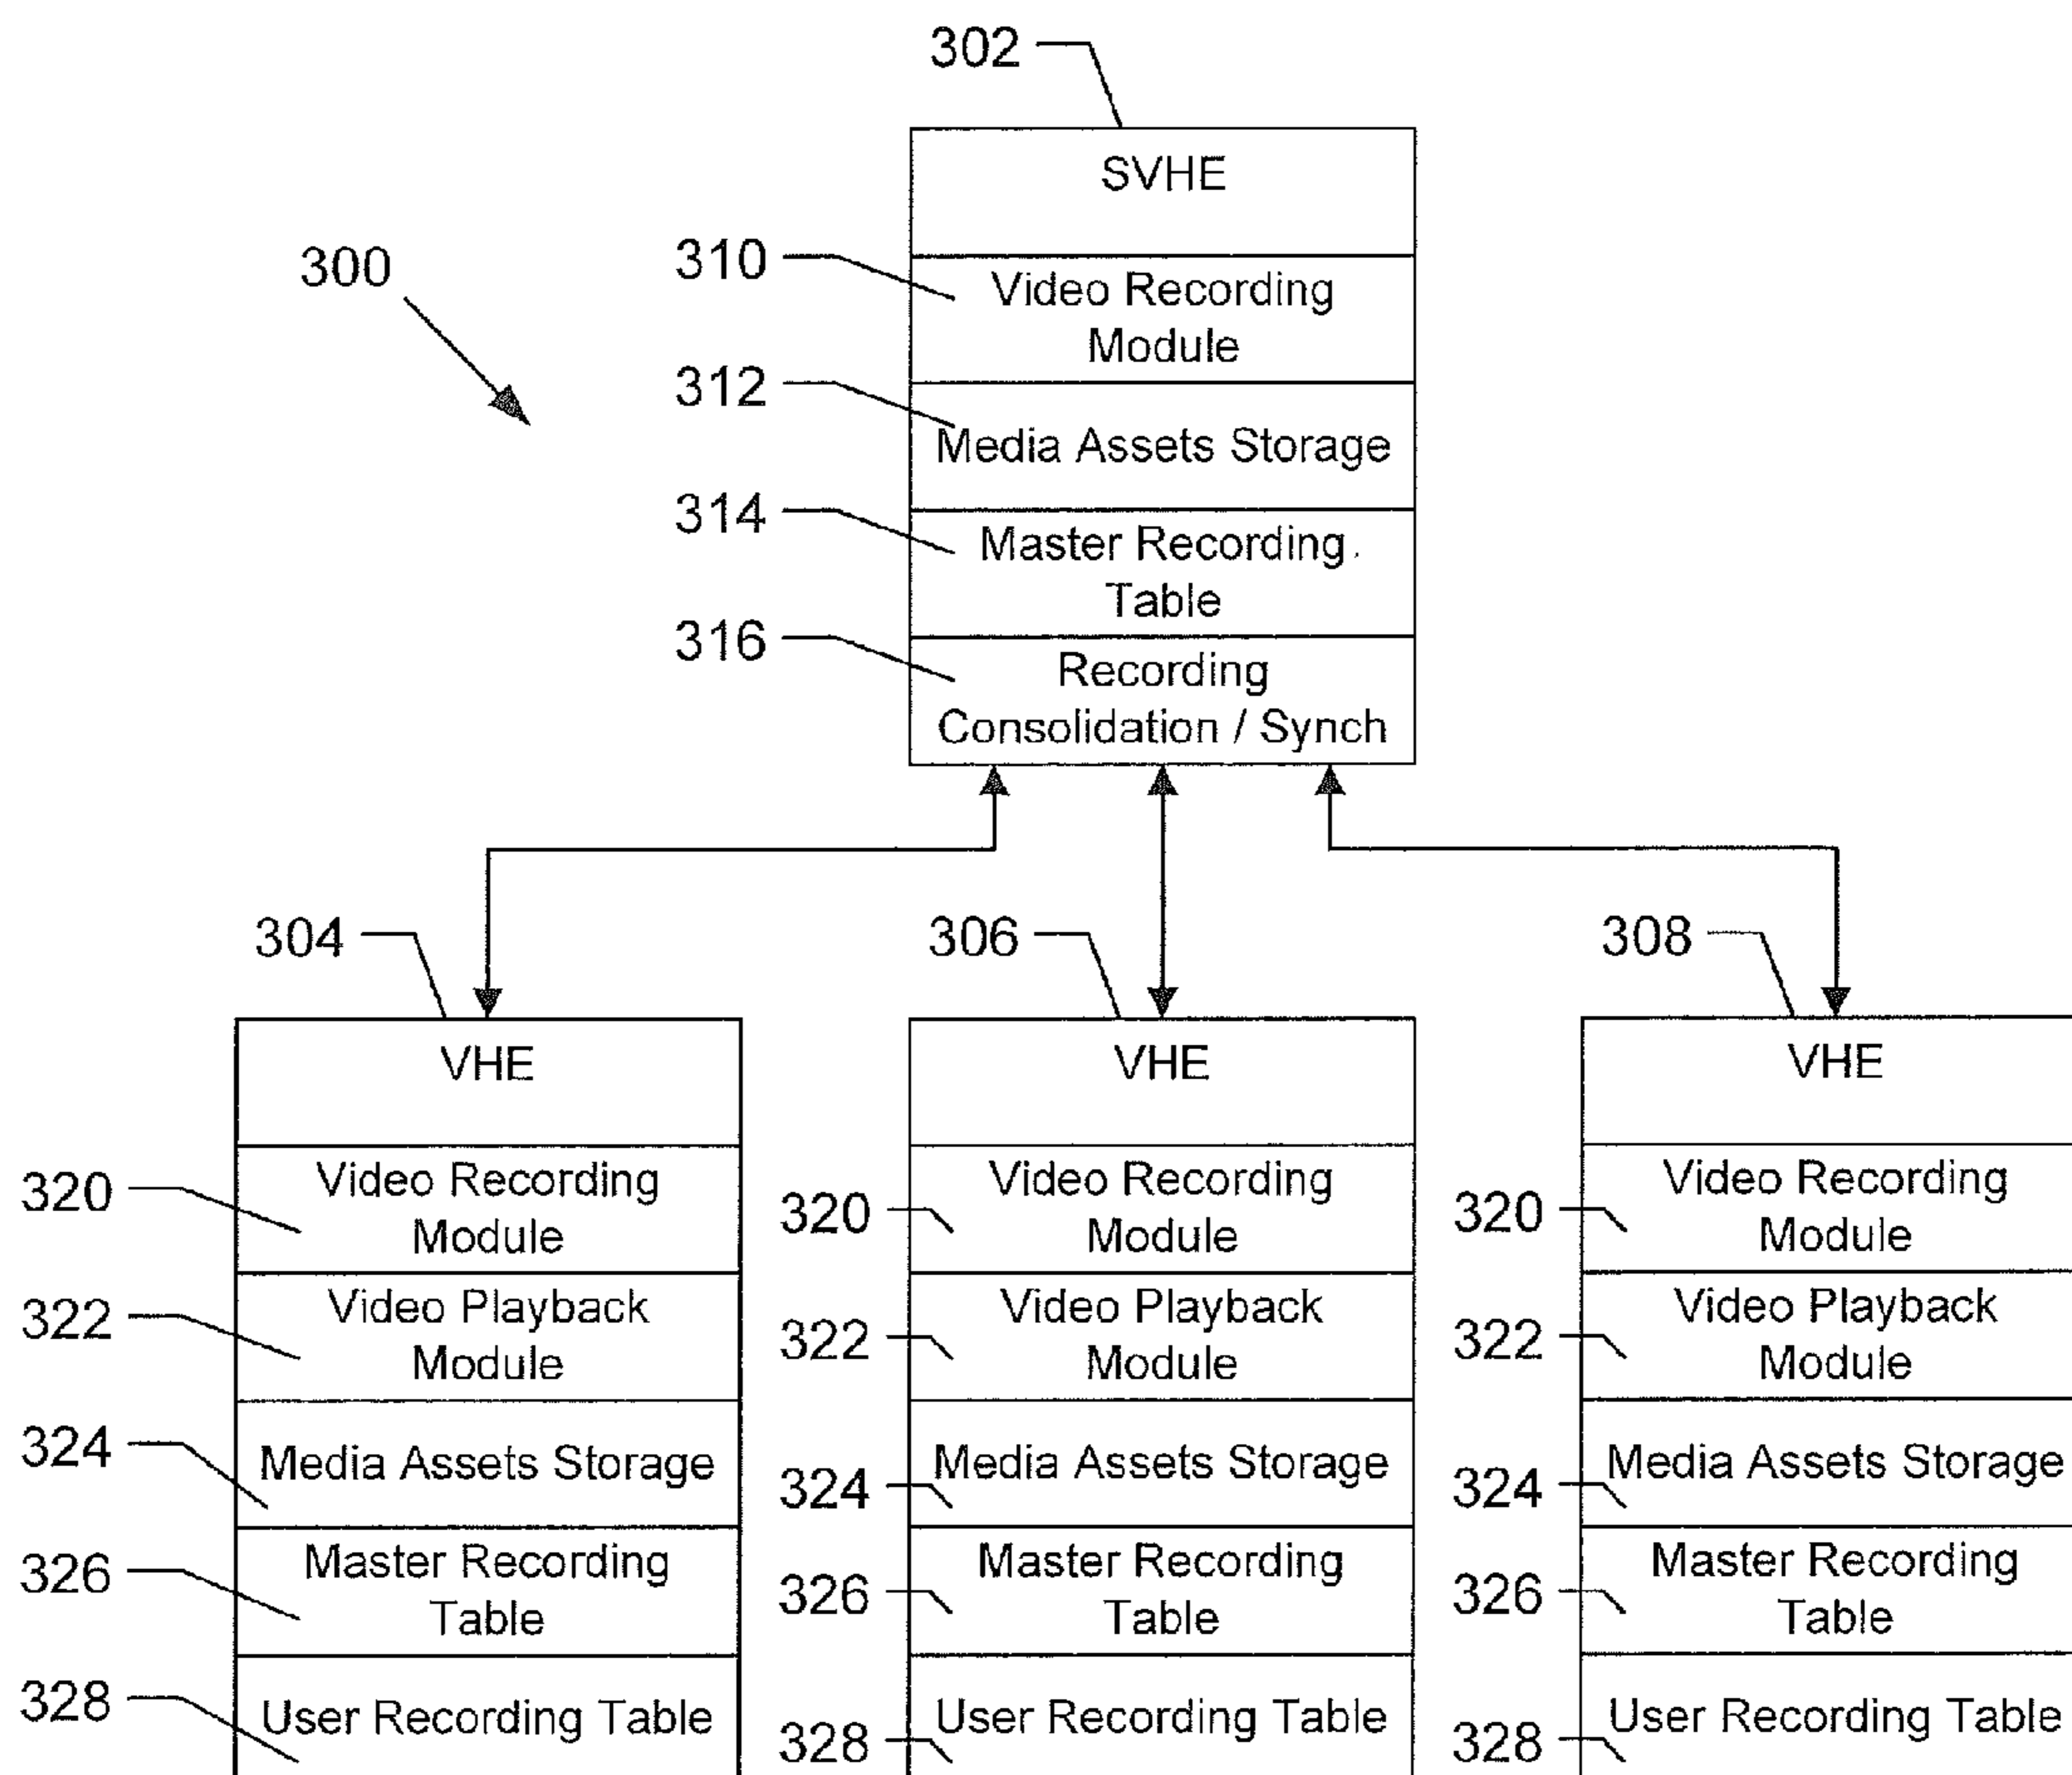 302
SVHE
300
310
Video Recording
Module
312
Media Assets Storage
314
Master Recording
Table
316
Recording
Consolidation / Synch
304
306
308
VHE
VHE
VHE
320
Video Recording
Module
320
Video Recording
Module
320
Video Recording
Module
322
Video Playback
Module
322
Video Playback
Module
322
Video Playback
Module
324
Media Assets Storage
324
Media Assets Storage
324
Media Assets Storage
326
Master Recording
Table
326
Master Recording
Table
326
Master Recording
Table
328
User Recording Table
328
User Recording Table
328
User Recording Table